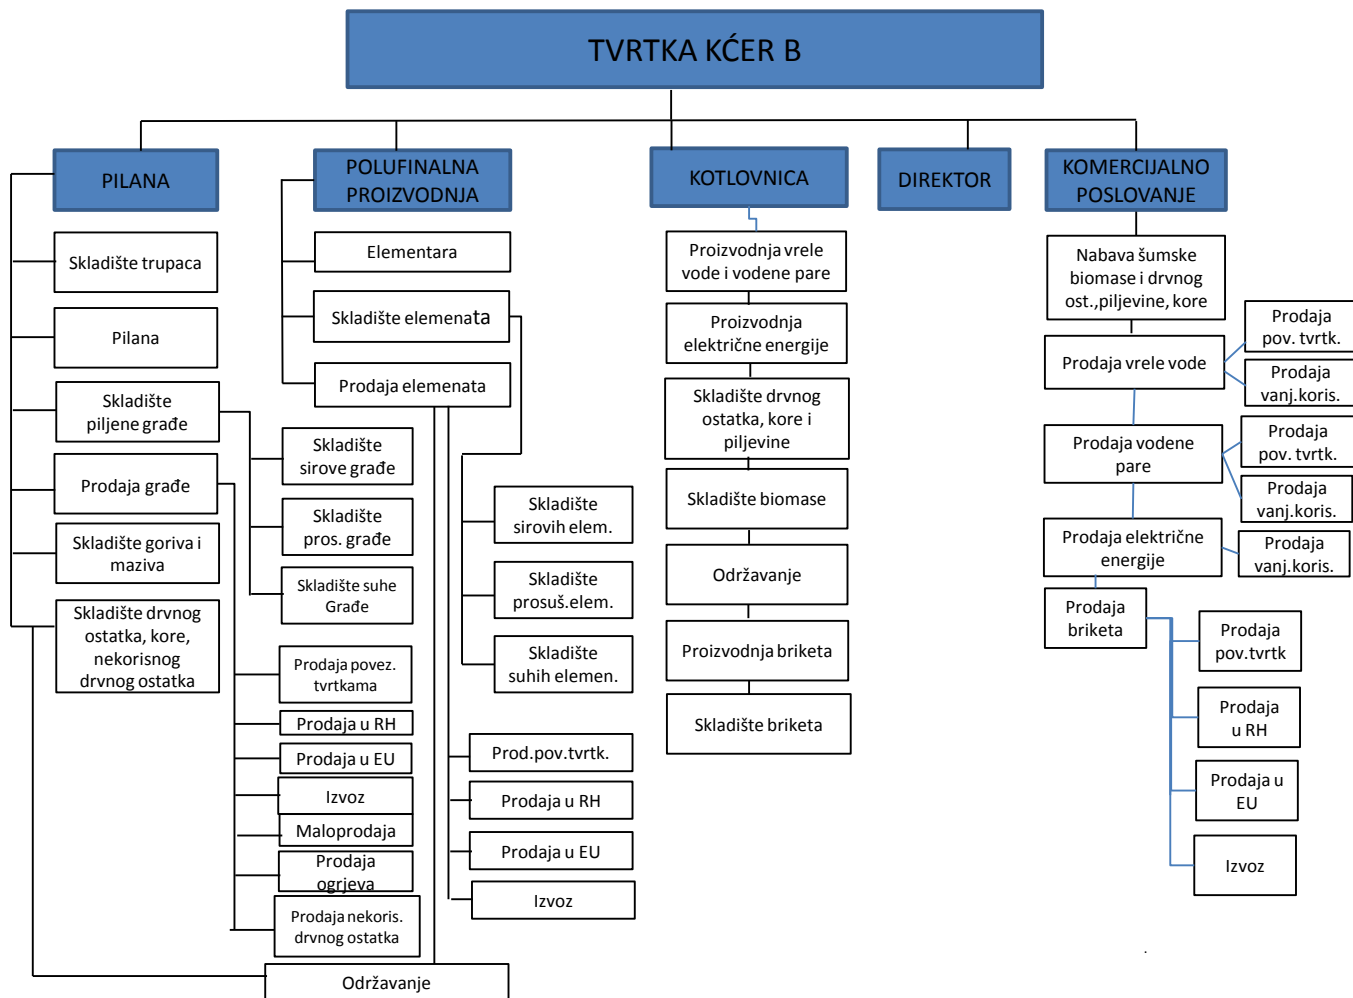 TVRTKA KĆER B
PILANA
POLUFINALNA
PROIZVODNJA
KOTLOVNICA
DIREKTOR
KOMERCIJALNO
POSLOVANJE
Skladište trupaca
Pilana
Skladište
piljene građe
Prodaja građe
Skladište goriva i
maziva
Skladište drvnog
ostatka, kore,
nekorisnog
drvnog ostatka
Skladište
sirove građe
Skladište
pros. građe
Skladište suhe
Građe
Prodaja povez.
tvrtkama
Prodaja u RH
Prodaja u EU
Izvoz
Maloprodaja
Prodaja
ogrjeva
Prodaja nekoris.
drvnog ostatka
Održavanje
Elementara
Skladište elemenata
Prodaja elemenata
Skladište
sirovih elem.
Skladište
prosuš.elem.
Skladište
suhih elemen.
Prod.pov.tvrtk.
Prodaja u RH
Prodaja u EU
Izvoz
Proizvodnja vrele
vode i vodene pare
Proizvodnja
električne energije
Skladište drvnog
ostatka, kore i
piljevine
Skladište biomase
Održavanje
Proizvodnja briketa
Skladište briketa
Nabava šumske
biomase i drvnog
ost.,piljevine, kore
Prodaja vrele vode
Prodaja
pov. tvrtk.
Prodaja
vanj.koris.
Prodaja vodene
pare
Prodaja
pov. tvrtk.
Prodaja
vanj.koris.
Prodaja električne
energije
Prodaja
vanj.koris.
Prodaja
briketa
Prodaja
pov.tvrtk
Prodaja
u RH
Prodaja u
EU
Izvoz